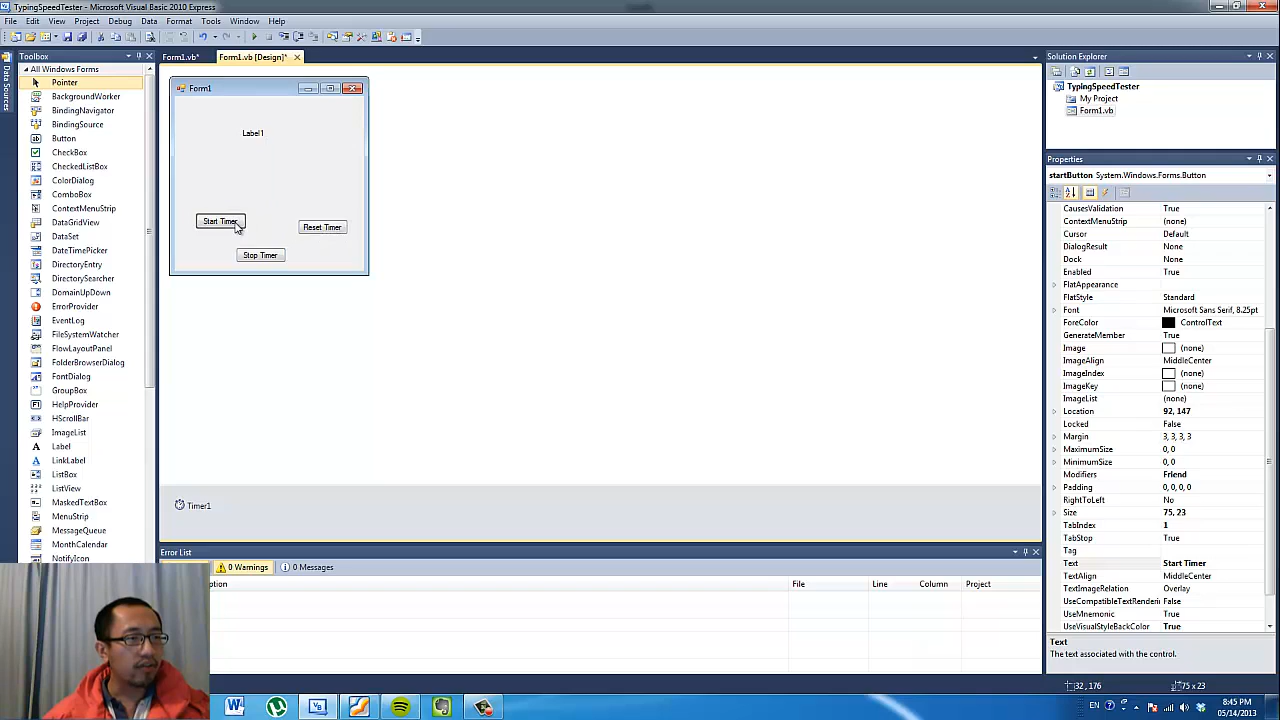 TypingSpeedTester - Microsoft Visual Basic 2010 Express
File Edit View Project Debug Data Format Tools Window Help
Toolbox
Form1.vb*
Form1.vb [Design]*
Data Sources
All Windows Forms
Pointer
BackgroundWorker
BindingNavigator
BindingSource
Button
CheckBox
CheckedListBox
ColorDialog
ComboBox
ContextMenuStrip
DataGridView
DataSet
DateTimePicker
DirectoryEntry
DirectorySearcher
DomainUpDown
ErrorProvider
EventLog
FileSystemWatcher
FlowLayoutPanel
FolderBrowserDialog
FontDialog
GroupBox
HelpProvider
HScrollBar
ImageList
Label
LinkLabel
ListBox
ListView
MaskedTextBox
MenuStrip
MessageQueue
MonthCalendar
NotifyIcon
Form1
Label1
Start Timer
Reset Timer
Stop Timer
Timer1
Error List
0 Warnings
0 Messages
File
Line
Column
Project
Solution Explorer
TypingSpeedTester
My Project
Form1.vb
Properties
startButton System.Windows.Forms.Button
CausesValidation True
ContextMenuStrip (none)
Cursor Default
DialogResult None
Dock None
Enabled True
FlatAppearance
FlatStyle Standard
Font Microsoft Sans Serif, 8.25pt
ForeColor ControlText
GenerateMember True
Image (none)
ImageAlign MiddleCenter
ImageIndex (none)
ImageKey (none)
ImageList (none)
Location 92, 147
Locked False
Margin 3, 3, 3, 3
MaximumSize 0, 0
MinimumSize 0, 0
Modifiers Friend
Padding 0, 0, 0, 0
RightToLeft No
Size 75, 23
TabIndex 1
TabStop True
Tag
Text Start Timer
TextAlign MiddleCenter
TextImageRelation Overlay
UseCompatibleTextRenderin False
UseMnemonic True
UseVisualStyleBackColor True
Text
The text associated with the control.
32 , 176
75 x 23
EN
8:45 PM
05/14/2013